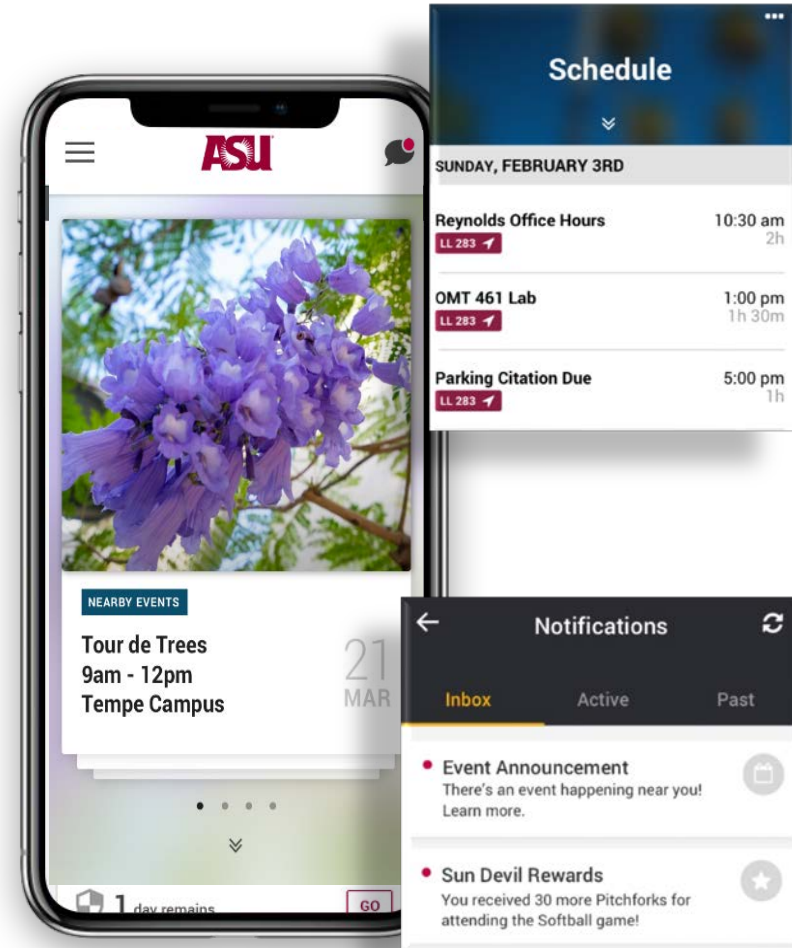 ASU
NEARBY EVENTS
Tour de Trees
9am - 12pm
Tempe Campus
21
MAR
1 day remains
GO
Schedule
SUNDAY, FEBRUARY 3RD
Reynolds Office Hours
10:30 am
LL 283
2h
OMT 461 Lab
1:00 pm
LL 283
1h 30m
Parking Citation Due
5:00 pm
LL 283
1h
Notifications
Inbox
Active
Past
Event Announcement
There's an event happening near you!
Learn more.
Sun Devil Rewards
You received 30 more Pitchforks for
attending the Softball game!